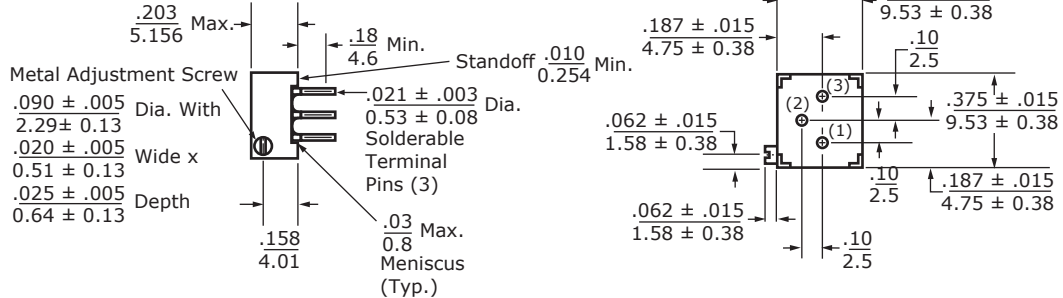 .203
5.156
Max.
.18
4.6
Min.
Metal Adjustment Screw
.090 ± .005
2.29± 0.13
Dia. With
.020 ± .005
0.51 ± 0.13
Wide x
.025 ± .005
0.64 ± 0.13
Depth
Standoff
.010
0.254
Min.
.021 ± .003
0.53 ± 0.08
Dia.
Solderable
Terminal
Pins (3)
.158
4.01
.03
0.8
Max.
Meniscus
(Typ.)
9.53 ± 0.38
.187 ± .015
4.75 ± 0.38
.10
2.5
(3)
(2)
(1)
.375 ± .015
9.53 ± 0.38
.062 ± .015
1.58 ± 0.38
.10
2.5
.187 ± .015
4.75 ± 0.38
.062 ± .015
1.58 ± 0.38
.10
2.5